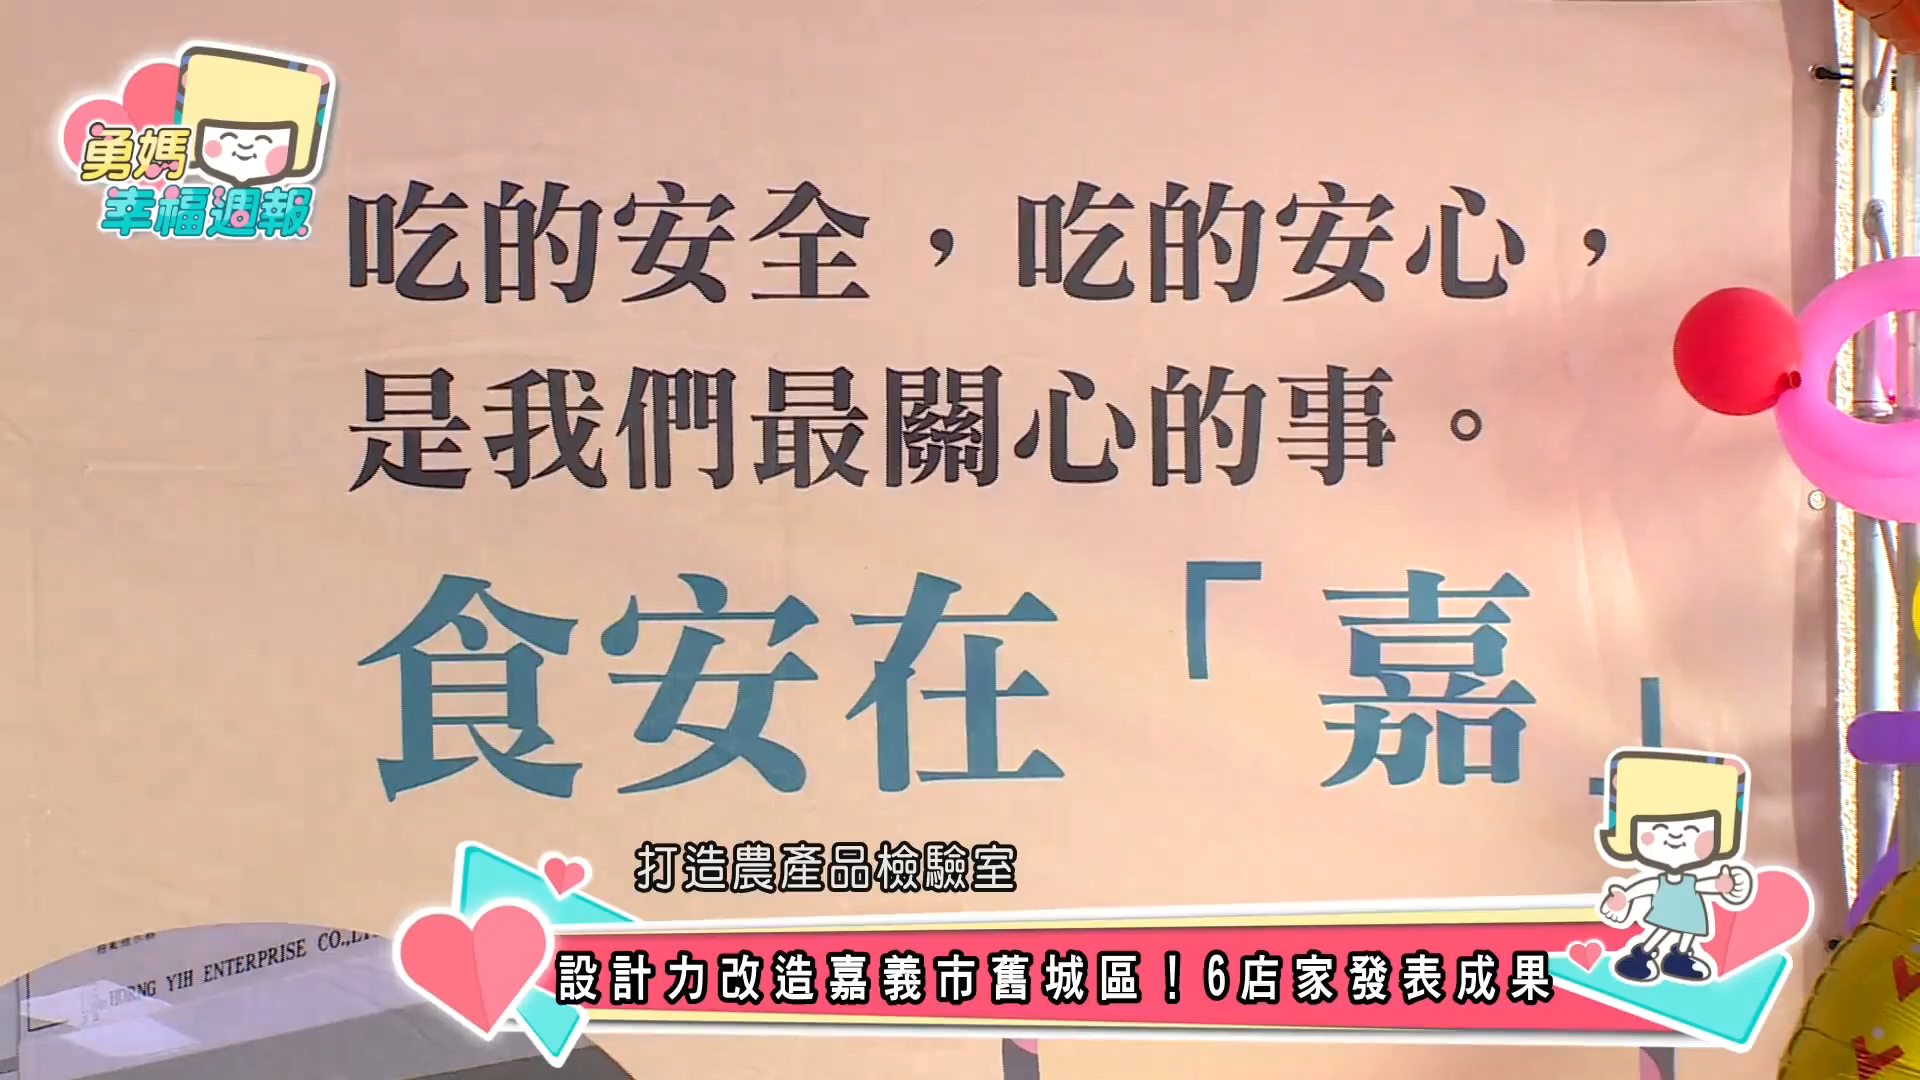 勇媽
幸福週報
吃的安全，吃的安心，
是我們最關心的事。
食安在「嘉」
打造農產品檢驗室
HORNG YIH ENTERPRISE CO.,
設計力改造嘉義市舊城區！6店家發表成果